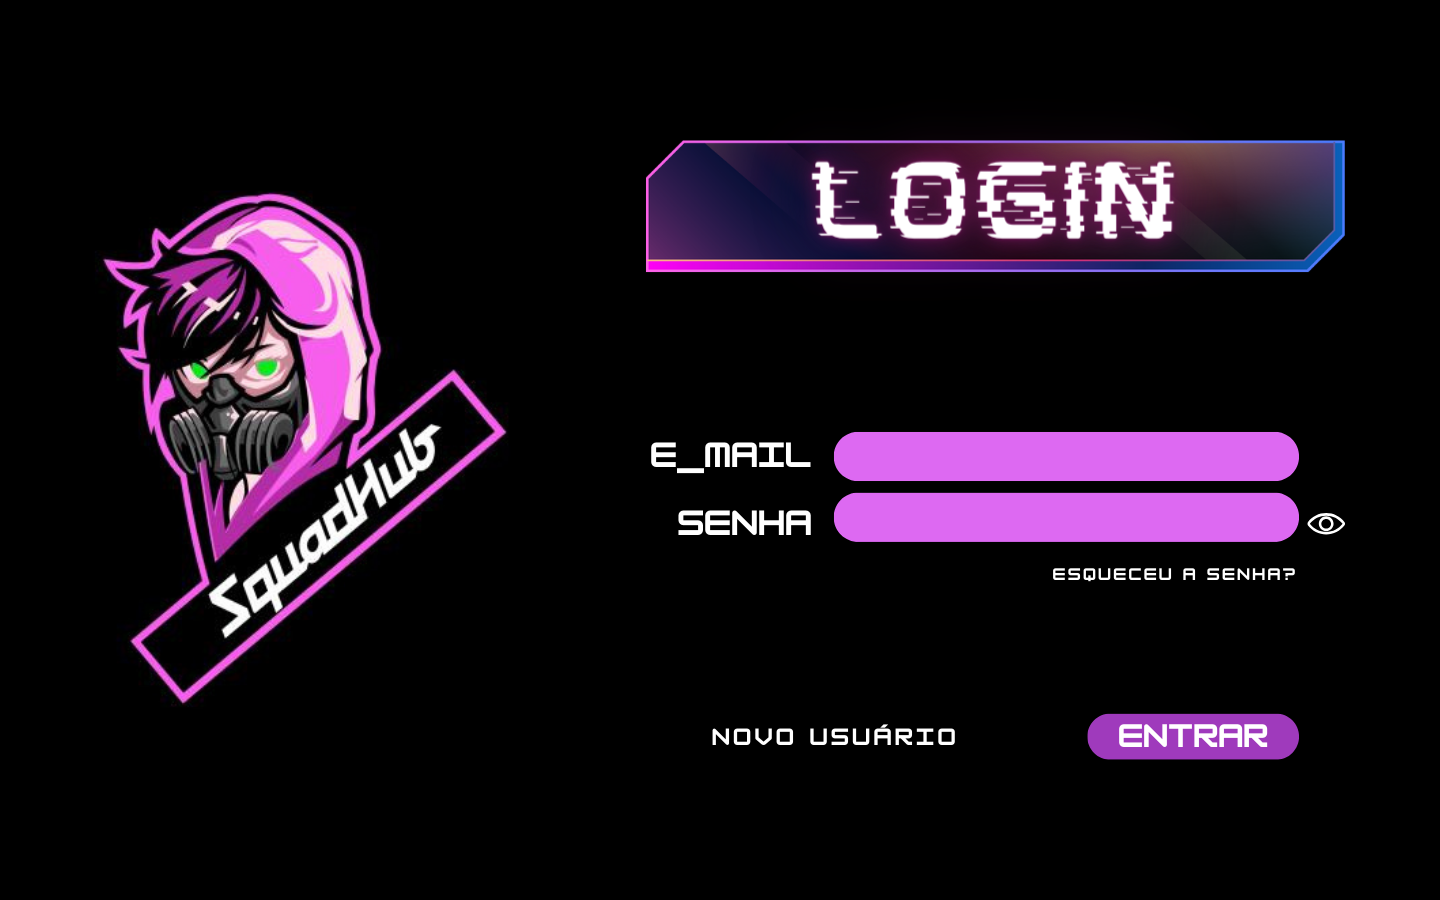 LOGIN
SquadHub
E_MAIL
SENHA
ESQUECEU A SENHA?
NOVO USUÁRIO
ENTRAR